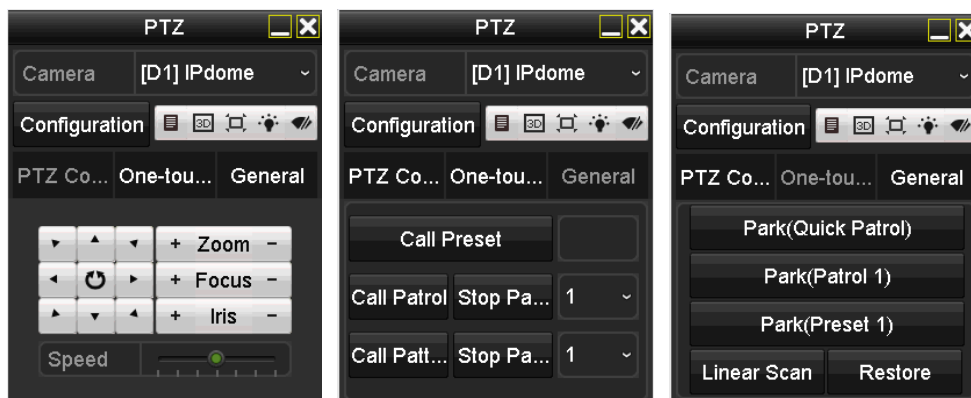 PTZ
Camera [D1] IPdome
Configuration 3D
PTZ Co... One-tou... General
+ Zoom -
+ Focus -
+ Iris -
Speed
PTZ
Camera [D1] IPdome
Configuration 3D
PTZ Co... One-tou... General
Call Preset
Call Patrol Stop Pa... 1
Call Patt... Stop Pa... 1
PTZ
Camera [D1] IPdome
Configuration 3D
PTZ Co... One-tou... General
Park(Quick Patrol)
Park(Patrol 1)
Park(Preset 1)
Linear Scan Restore